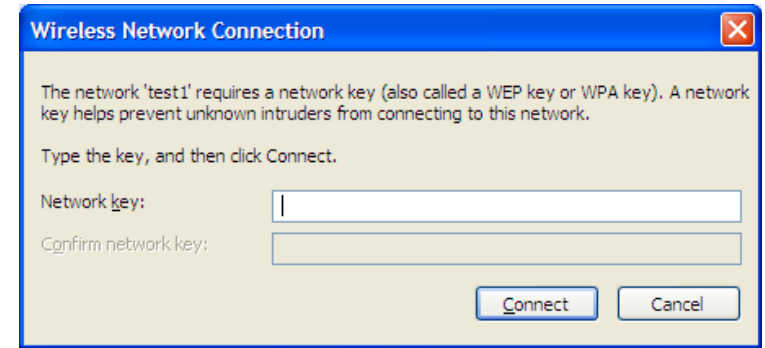 Wireless Network Connection
The network 'test1' requires a network key (also called a WEP key or WPA key). A network
key helps prevent unknown intruders from connecting to this network.
Type the key, and then click Connect.
Network key:
Confirm network key:
Connect Cancel